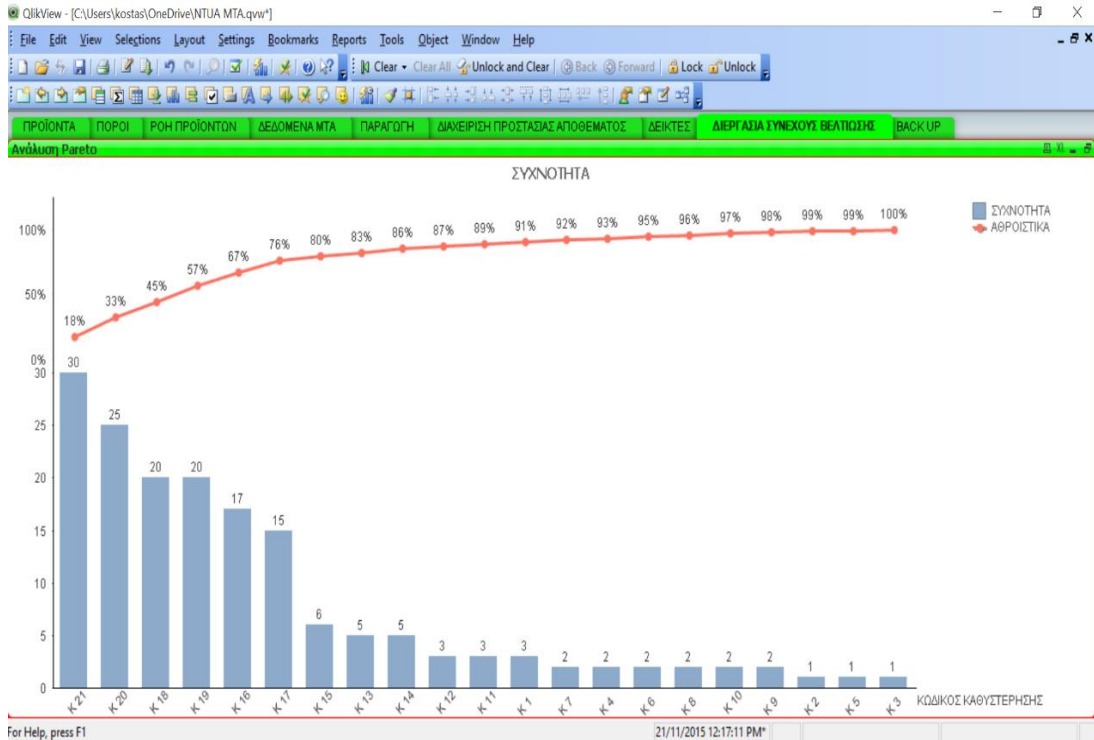 QlikView - [C:\Users\kostas\OneDrive\NTUA MTA.qvw*]
File Edit View Selections Layout Settings Bookmarks Reports Tools Object Window Help
Clear Clear All Unlock and Clear Back Forward Lock Unlock
ΠΡΟΪΟΝΤΑ ΠΟΡΟΙ ΡΟΗ ΠΡΟΪΟΝΤΩΝ ΔΕΔΟΜΕΝΑ ΜΤΑ ΠΑΡΑΓΩΓΗ ΔΙΑΧΕΙΡΙΣΗ ΠΡΟΣΤΑΣΙΑΣ ΑΠΟΘΕΜΑΤΟΣ ΔΕΙΚΤΕΣ ΔΙΕΡΓΑΣΙΑ ΣΥΝΕΧΟΥΣ ΒΕΛΤΙΩΣΗΣ BACK UP
Ανάλυση Pareto
XL
ΣΥΧΝΟΤΗΤΑ
ΣΥΧΝΟΤΗΤΑ
ΑΘΡΟΙΣΤΙΚΑ
100%
50%
0%
18% 33% 45% 57% 67% 76% 80% 83% 86% 87% 89% 91% 92% 93% 95% 96% 97% 98% 99% 99% 100%
30
25
20
15
10
5
0
30 25 20 20 17 15 6 5 5 3 3 3 2 2 2 2 2 2 1 1 1
K 21 K 20 K 18 K 19 K 16 K 17 K 15 K 13 K 14 K 12 K 11 K 1 K 7 K 4 K 6 K 8 K 10 K 9 K 2 K 5 K 3
ΚΩΔΙΚΟΣ ΚΑΘΥΣΤΕΡΗΣΗΣ
For Help, press F1
21/11/2015 12:17:11 PM*